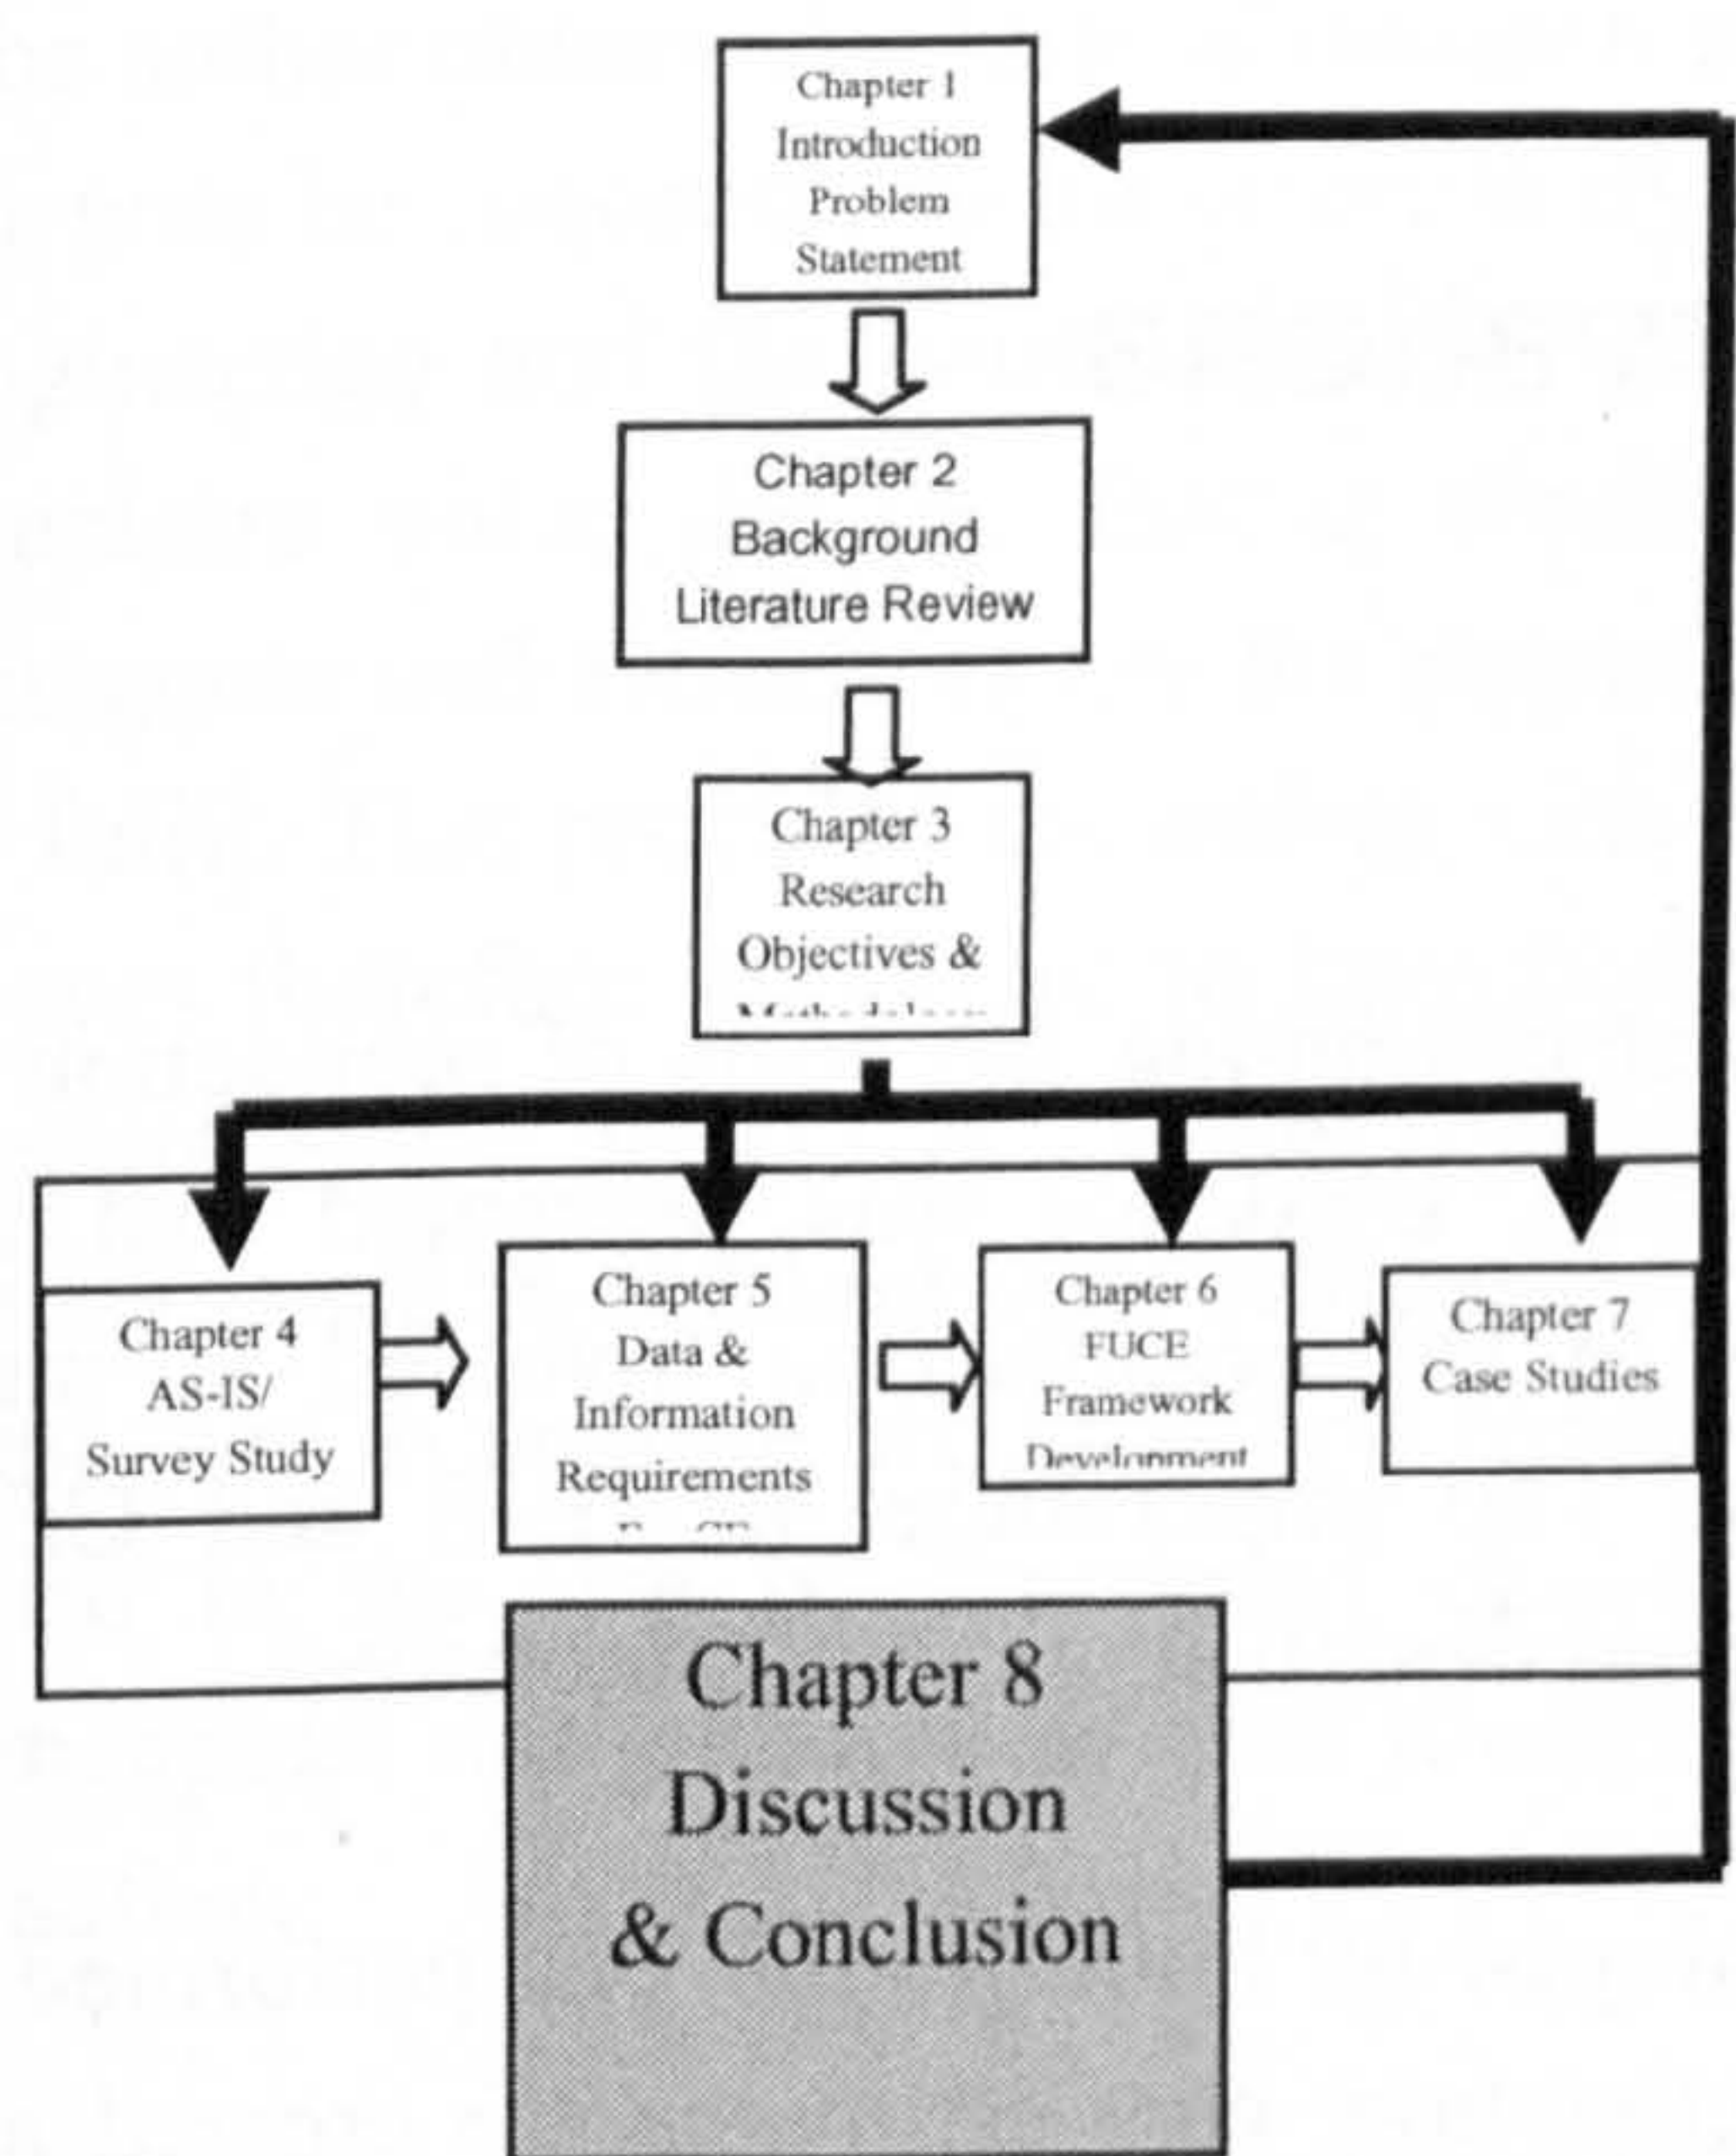 Chapter 1
Introduction
Problem
Statement
Chapter 2
Background
Literature Review
Chapter 3
Research
Objectives &
Chapter 4
AS-IS/
Survey Study
Chapter 5
Data &
Information
Requirements
Chapter 6
FUCE
Framework
Development
Chapter 7
Case Studies
Chapter 8
Discussion
& Conclusion